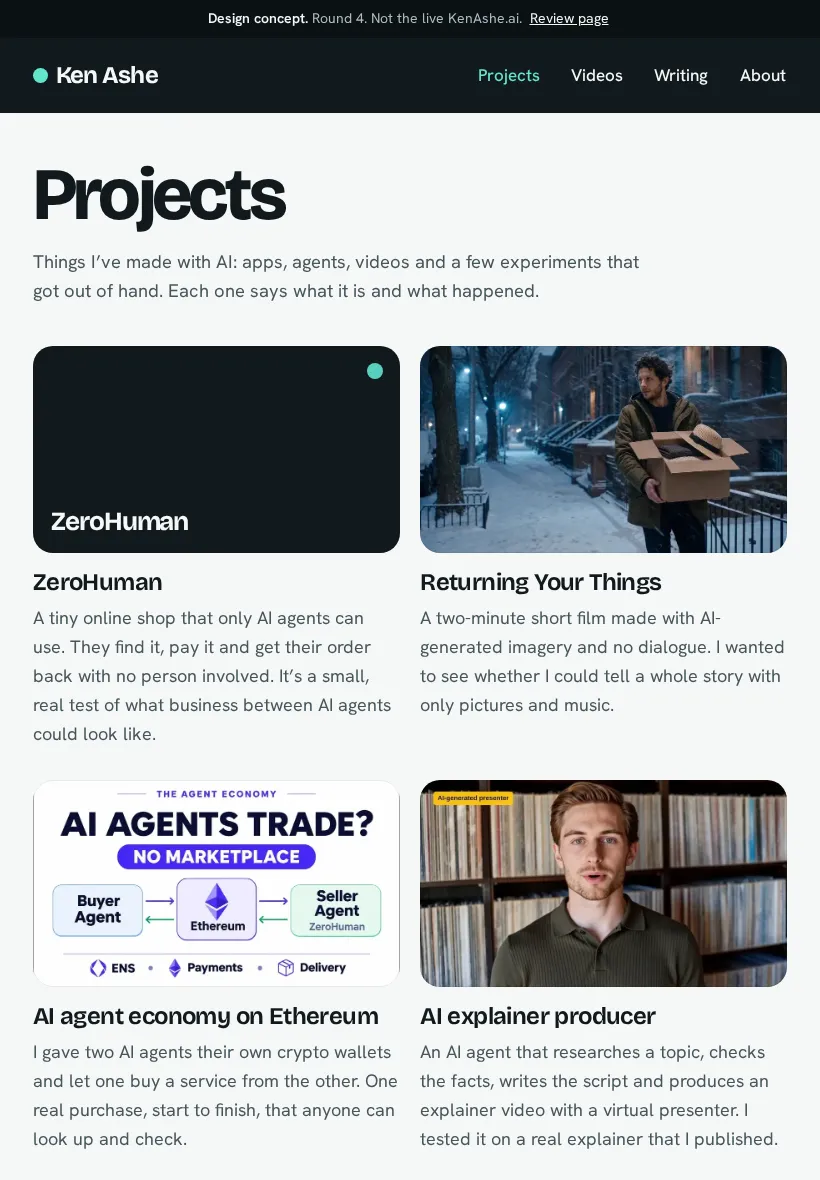 Design concept. Round 4. Not the live KenAshe.ai. Review page
Ken Ashe
Projects Videos Writing About
Projects
Things I’ve made with AI: apps, agents, videos and a few experiments that
got out of hand. Each one says what it is and what happened.
ZeroHuman
ZeroHuman
A tiny online shop that only AI agents can
use. They find it, pay it and get their order
back with no person involved. It’s a small,
real test of what business between AI agents
could look like.
Returning Your Things
A two-minute short film made with AI-
generated imagery and no dialogue. I wanted
to see whether I could tell a whole story with
only pictures and music.
THE AGENT ECONOMY
AI AGENTS TRADE?
NO MARKETPLACE
Buyer
Agent
Ethereum
Seller
Agent
ZeroHuman
ENS • Payments • Delivery
AI agent economy on Ethereum
I gave two AI agents their own crypto wallets
and let one buy a service from the other. One
real purchase, start to finish, that anyone can
look up and check.
AI-generated presenter
AI explainer producer
An AI agent that researches a topic, checks
the facts, writes the script and produces an
explainer video with a virtual presenter. I
tested it on a real explainer that I published.